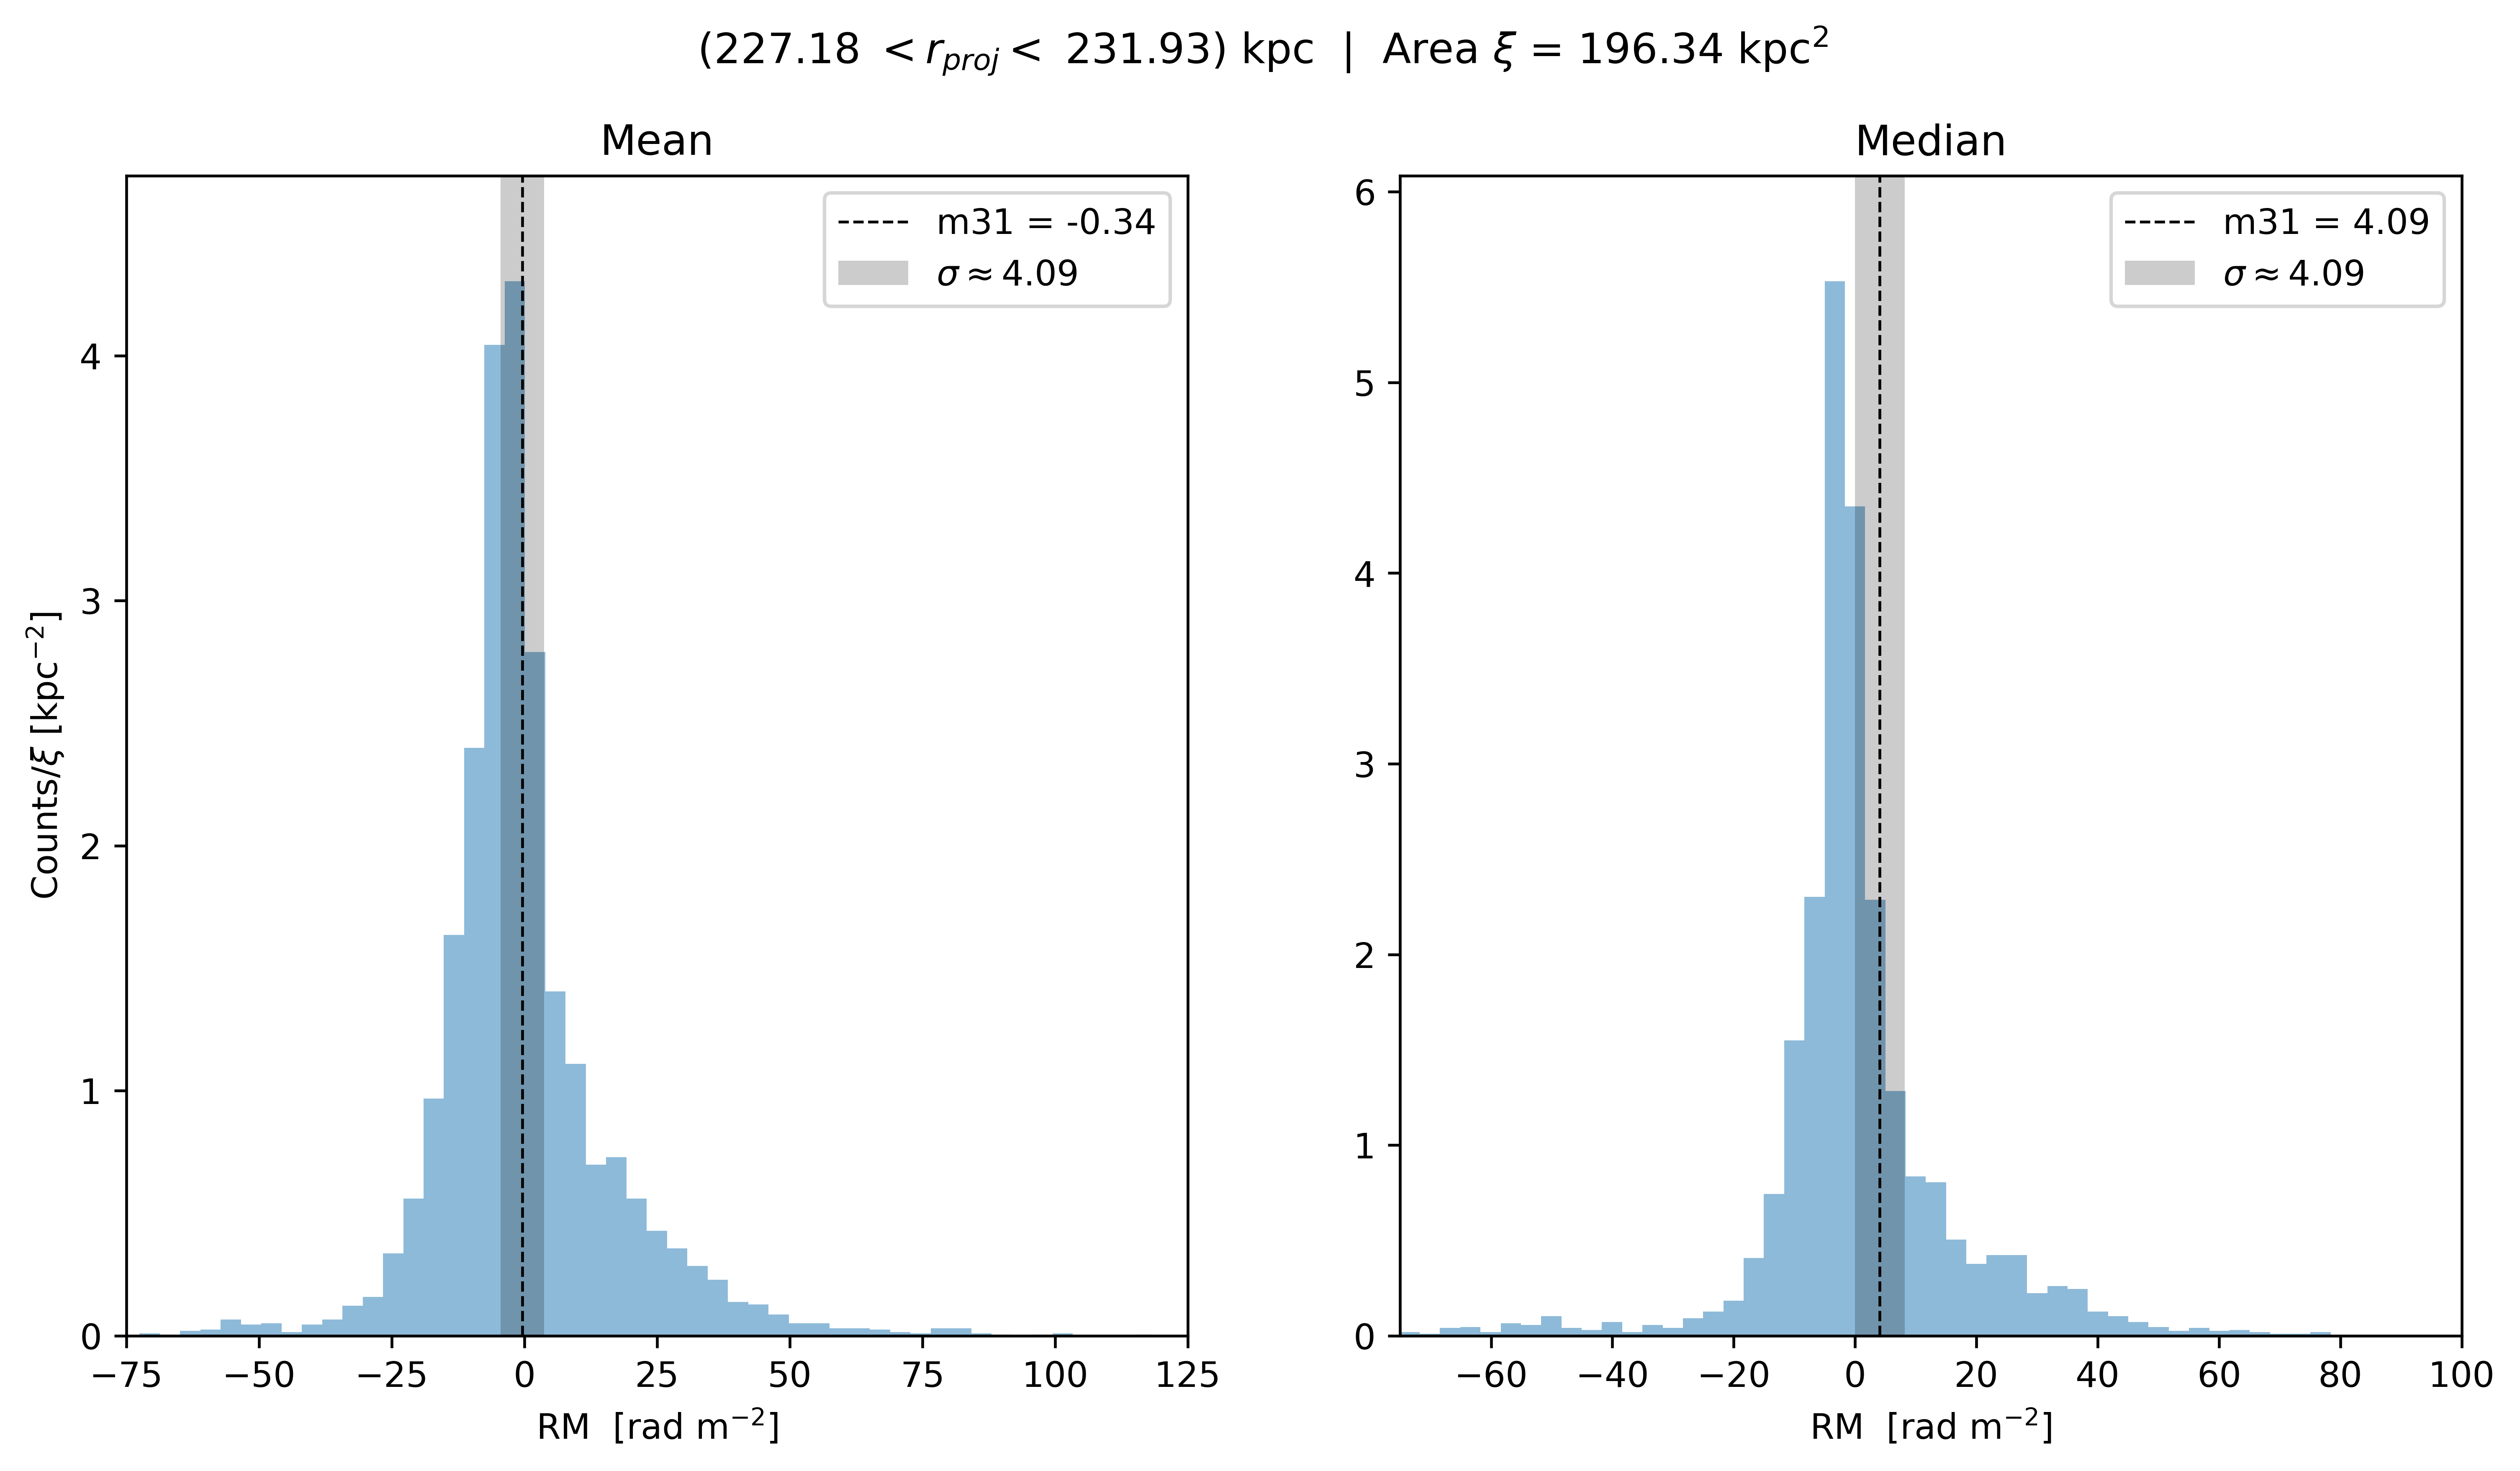 (227.18 < r_proj < 231.93) kpc | Area ξ = 196.34 kpc²
Mean
m31 = -0.34
σ ≈ 4.09
4
3
2
1
0
Counts/ξ [kpc⁻²]
−75 −50 −25 0 25 50 75 100 125
RM [rad m⁻²]
Median
m31 = 4.09
σ ≈ 4.09
6
5
4
3
2
1
0
−60 −40 −20 0 20 40 60 80 100
RM [rad m⁻²]